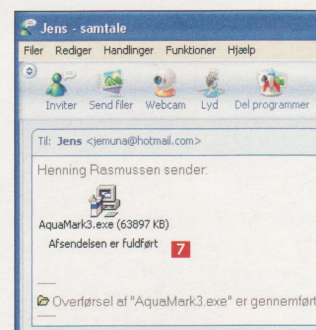 Jens - samtale
Filer Rediger Handlinger Funktioner Hjælp
Inviter Send filer Webcam Lyd Del programmer
Til: Jens <jemuna@hotmail.com>
Henning Rasmussen sender:
AquaMark3.exe (63897 KB)
Afsendelsen er fuldført 7
Overførsel af "AquaMark3.exe" er gennemført